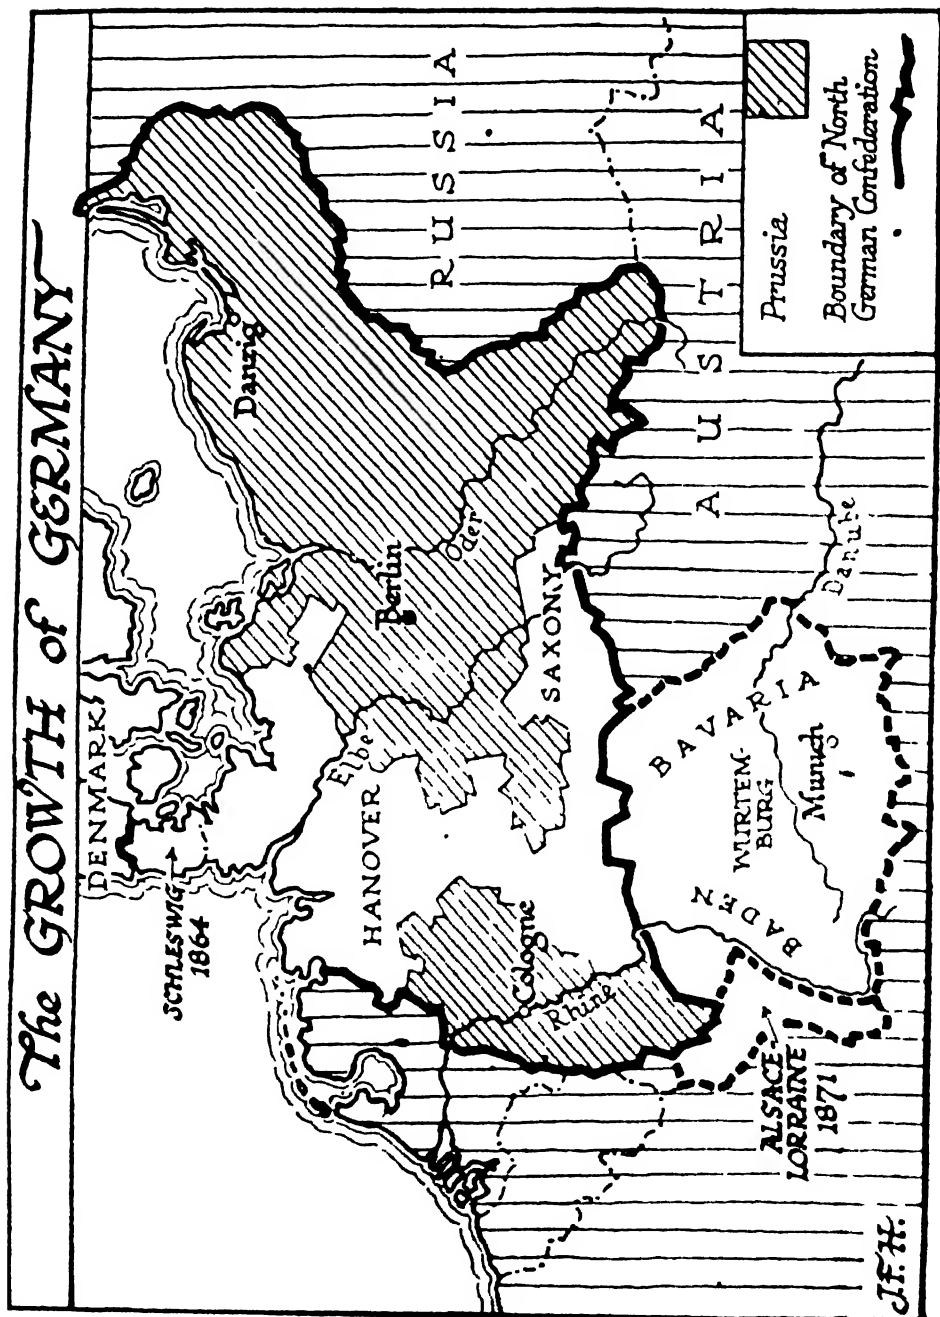 The GROWTH of GERMANY
DENMARK
SCHLESWIG
1864
Danzig
RUSSIA
HANOVER
Elbe
Berlin
Oder
Cologne
Rhine
SAXONY
AUSTRIA
BAVARIA
WURTEM-
BURG
BADEN
Munich
Danube
ALSACE-
LORRAINE
1871
Prussia
Boundary of North
German Confederation
J.F.H.